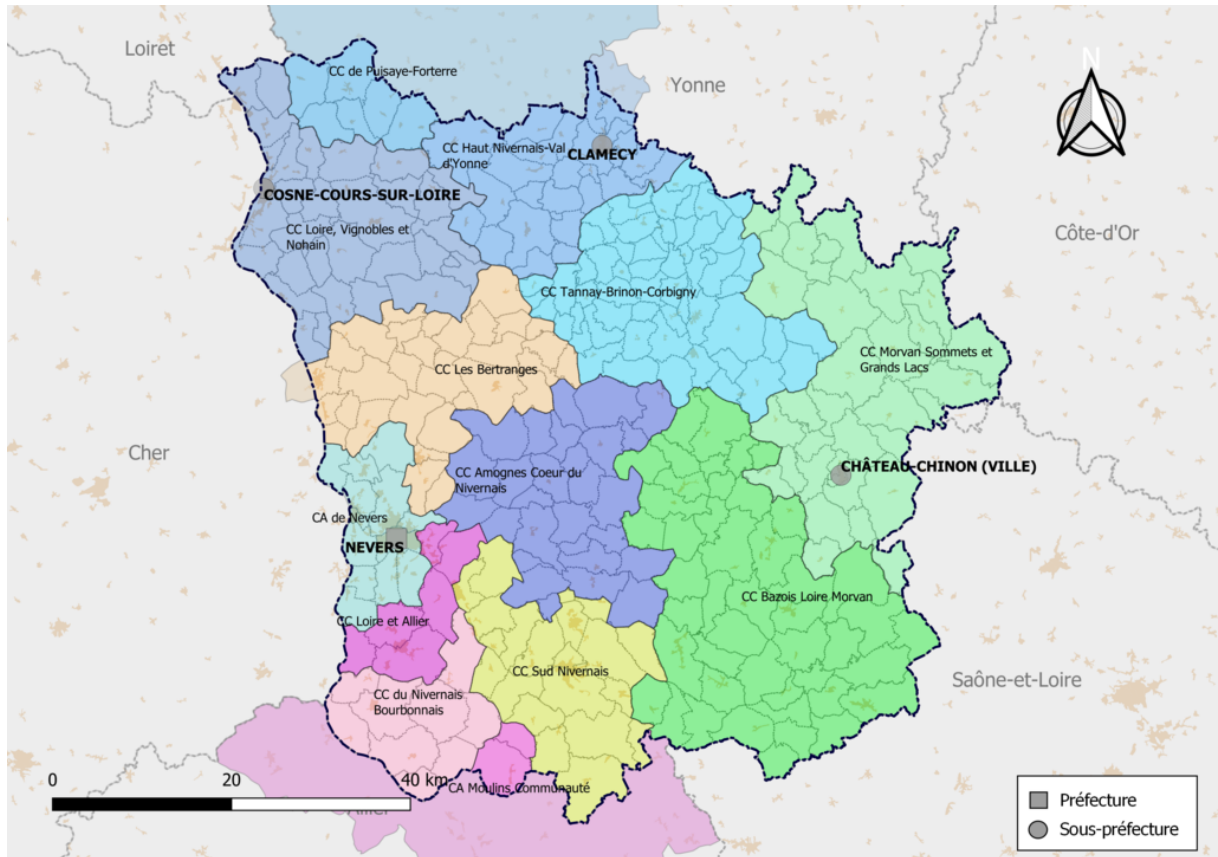 Loiret
N
CC de Puisaye-Forterre
Yonne
CC Haut Nivernais-Val
d'Yonne
CLAMECY
COSNE-COURS-SUR-LOIRE
CC Loire, Vignobles et
Nohain
Côte-d'Or
CC Tannay-Brinon-Corbigny
CC Morvan Sommets et
Grands Lacs
CC Les Bertranges
Cher
CHÂTEAU-CHINON (VILLE)
CC Amognes Coeur du
Nivernais
CA de Nevers
NEVERS
CC Bazois Loire Morvan
CC Loire et Allier
CC Sud Nivernais
Saône-et-Loire
CC du Nivernais
Bourbonnais
0 20 40 km
CA Moulins Communauté
Allier
Préfecture
Sous-préfecture